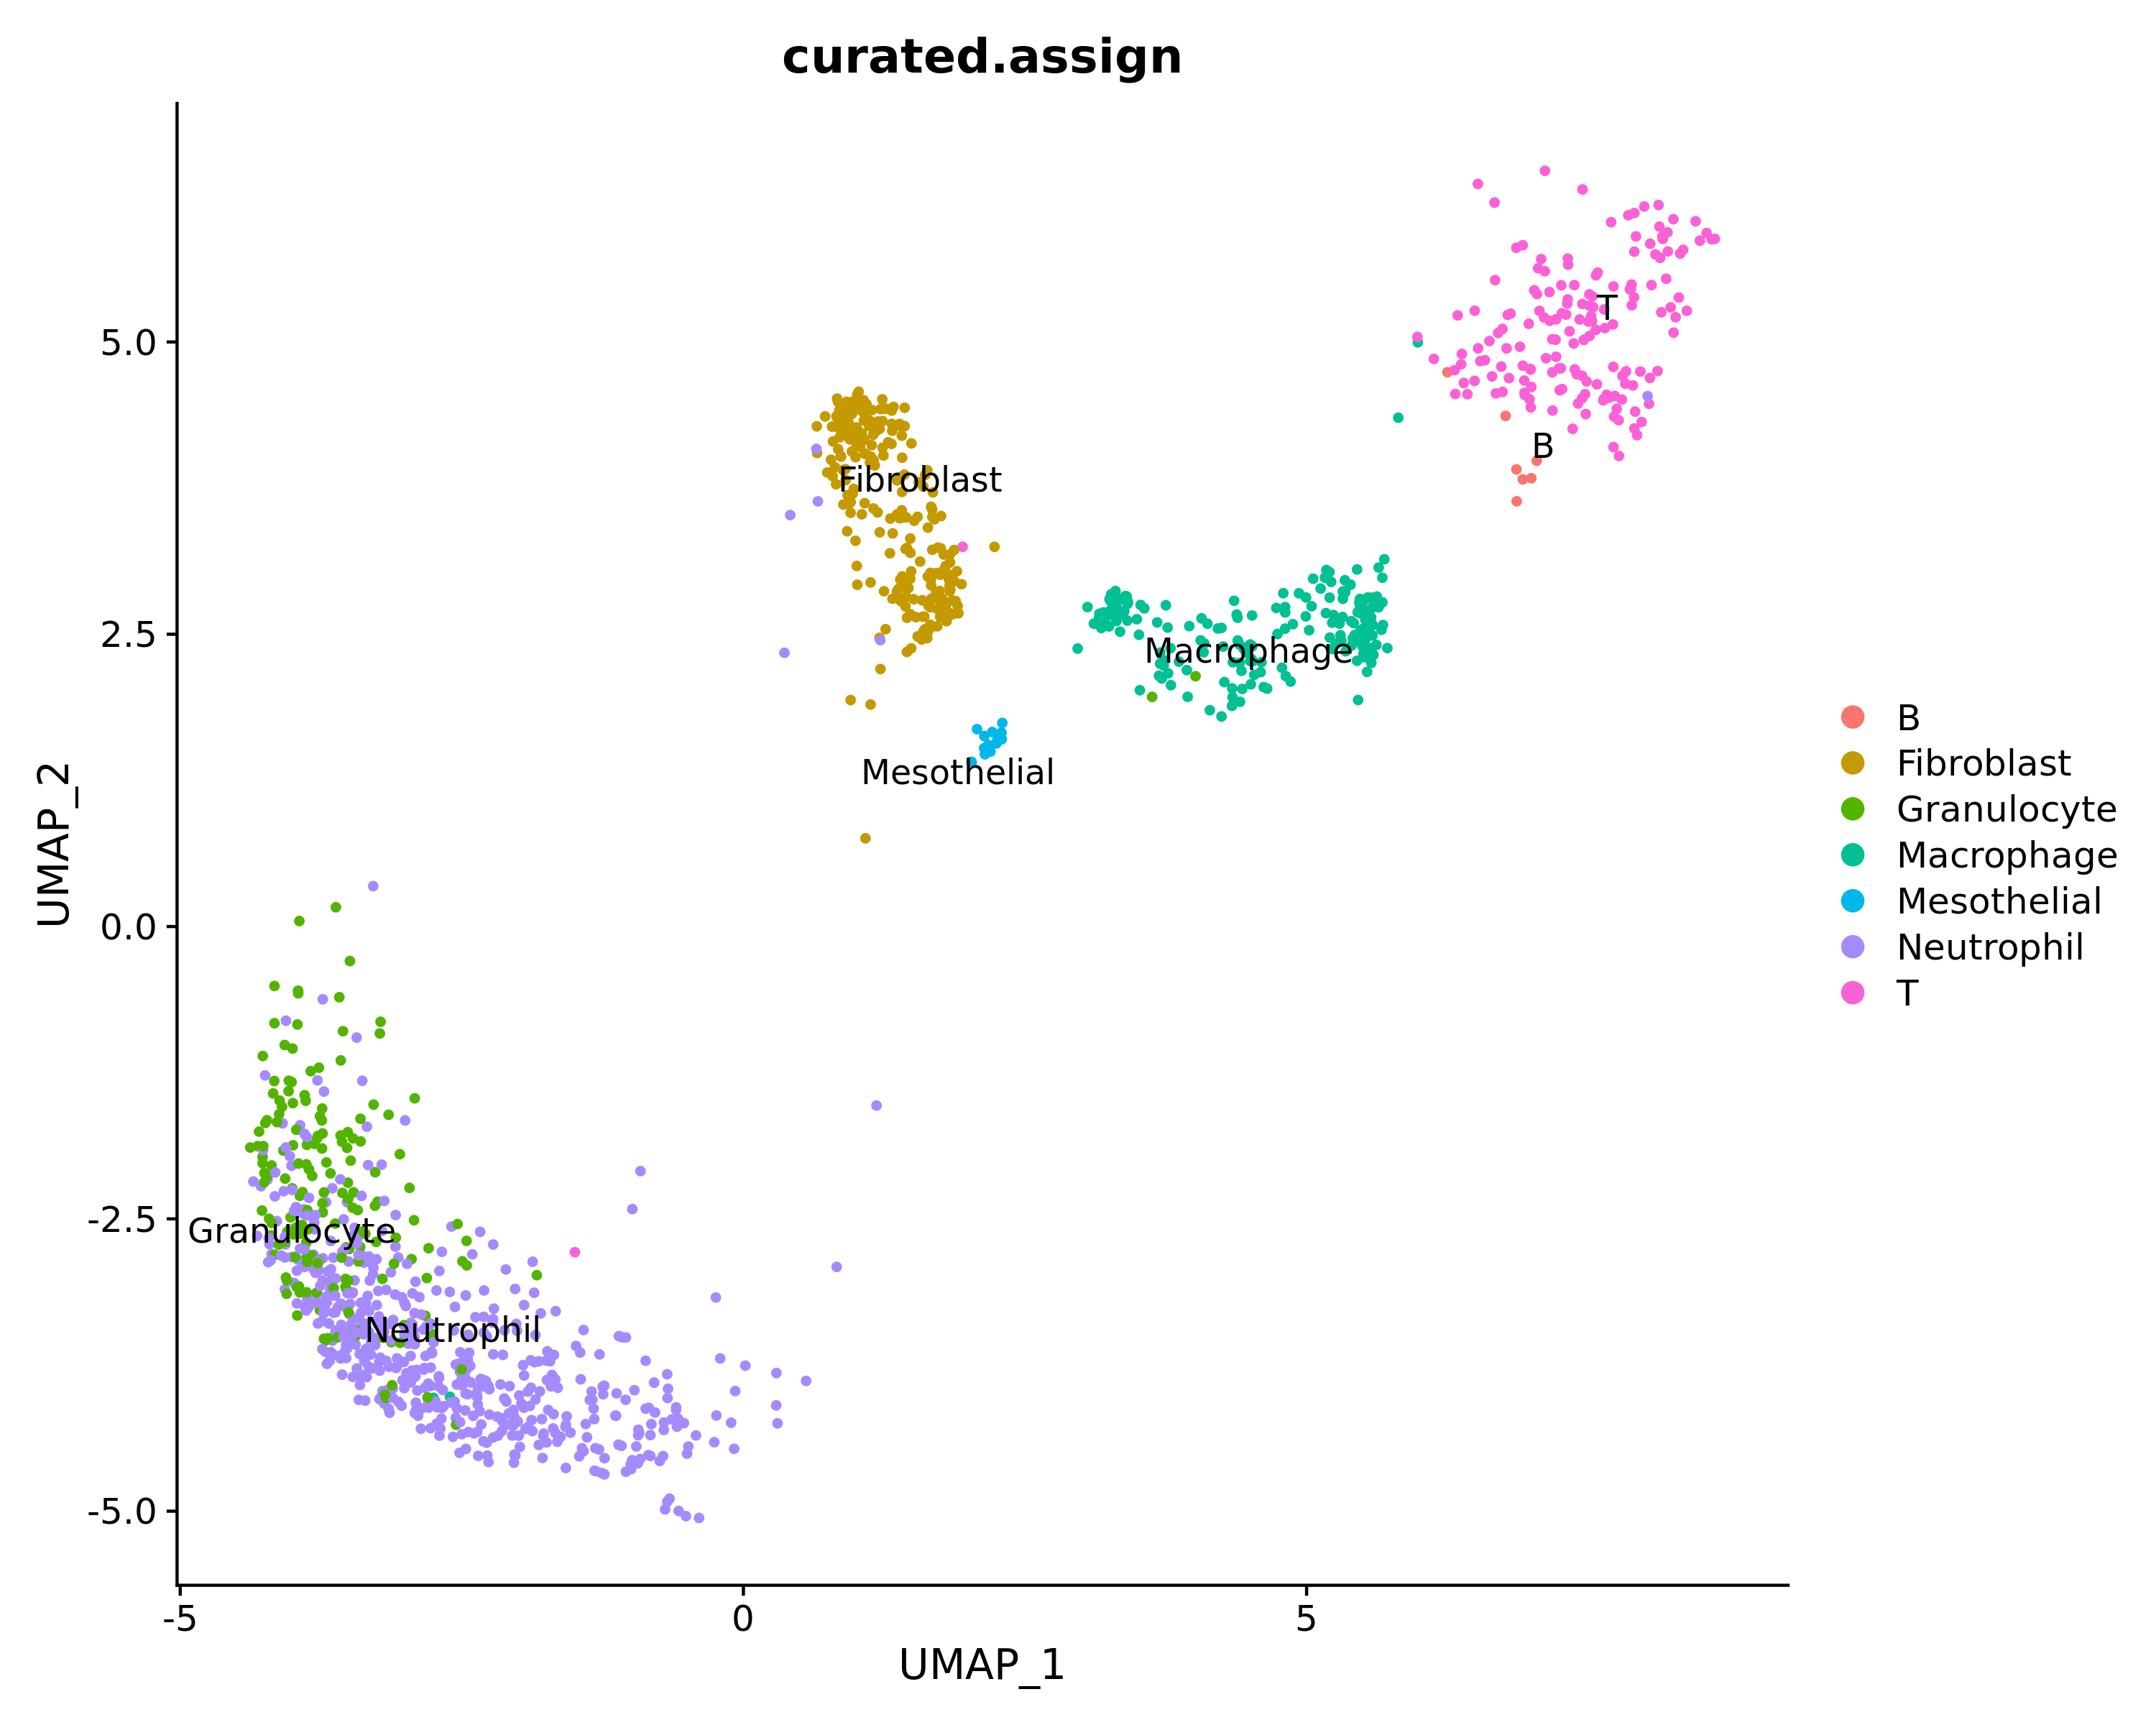 curated.assign
UMAP_2
5.0
2.5
0.0
-2.5
-5.0
T
B
Fibroblast
Macrophage
Mesothelial
Granulocyte
Neutrophil
B
Fibroblast
Granulocyte
Macrophage
Mesothelial
Neutrophil
T
-5
0
5
UMAP_1